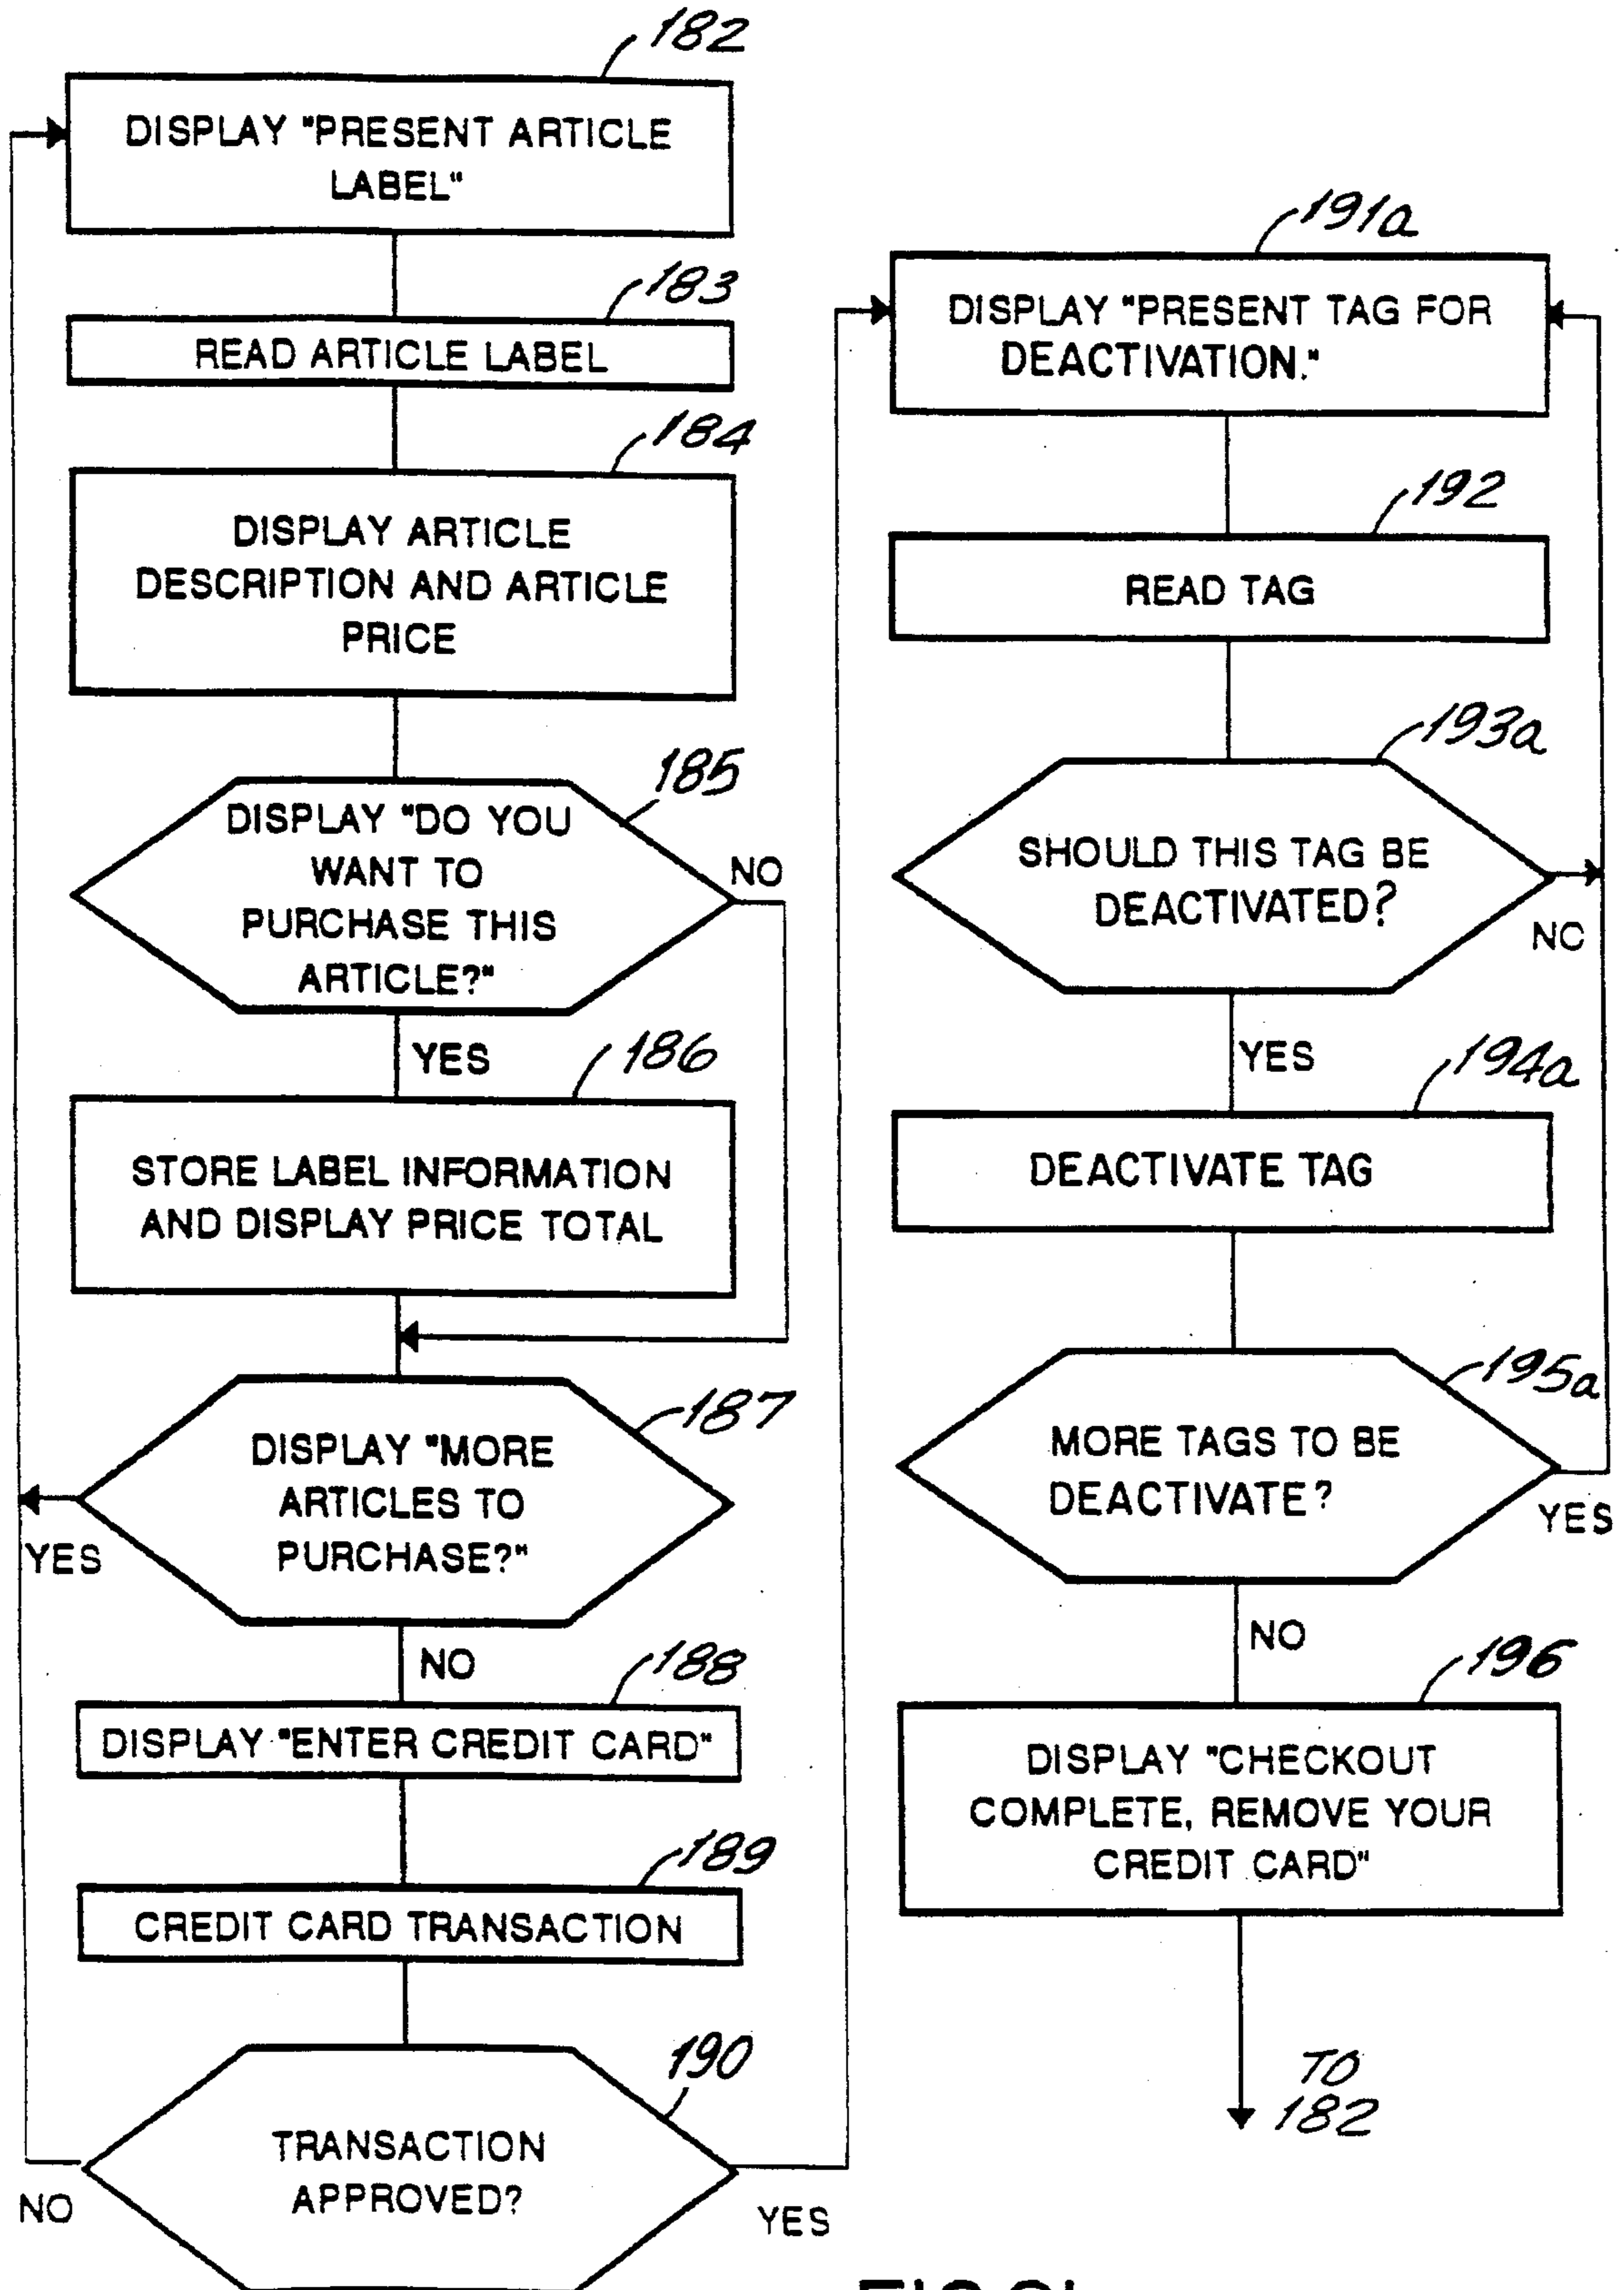 182
DISPLAY "PRESENT ARTICLE
LABEL"
183
READ ARTICLE LABEL
184
DISPLAY ARTICLE
DESCRIPTION AND ARTICLE
PRICE
185
DISPLAY "DO YOU
WANT TO
PURCHASE THIS
ARTICLE?"
NO
YES
186
STORE LABEL INFORMATION
AND DISPLAY PRICE TOTAL
187
DISPLAY "MORE
ARTICLES TO
PURCHASE?"
YES
NO
188
DISPLAY "ENTER CREDIT CARD"
189
CREDIT CARD TRANSACTION
190
TRANSACTION
APPROVED?
NO
YES
191a
DISPLAY "PRESENT TAG FOR
DEACTIVATION."
192
READ TAG
193a
SHOULD THIS TAG BE
DEACTIVATED?
NO
YES
194a
DEACTIVATE TAG
195a
MORE TAGS TO BE
DEACTIVATE?
YES
NO
196
DISPLAY "CHECKOUT
COMPLETE, REMOVE YOUR
CREDIT CARD"
TO
182